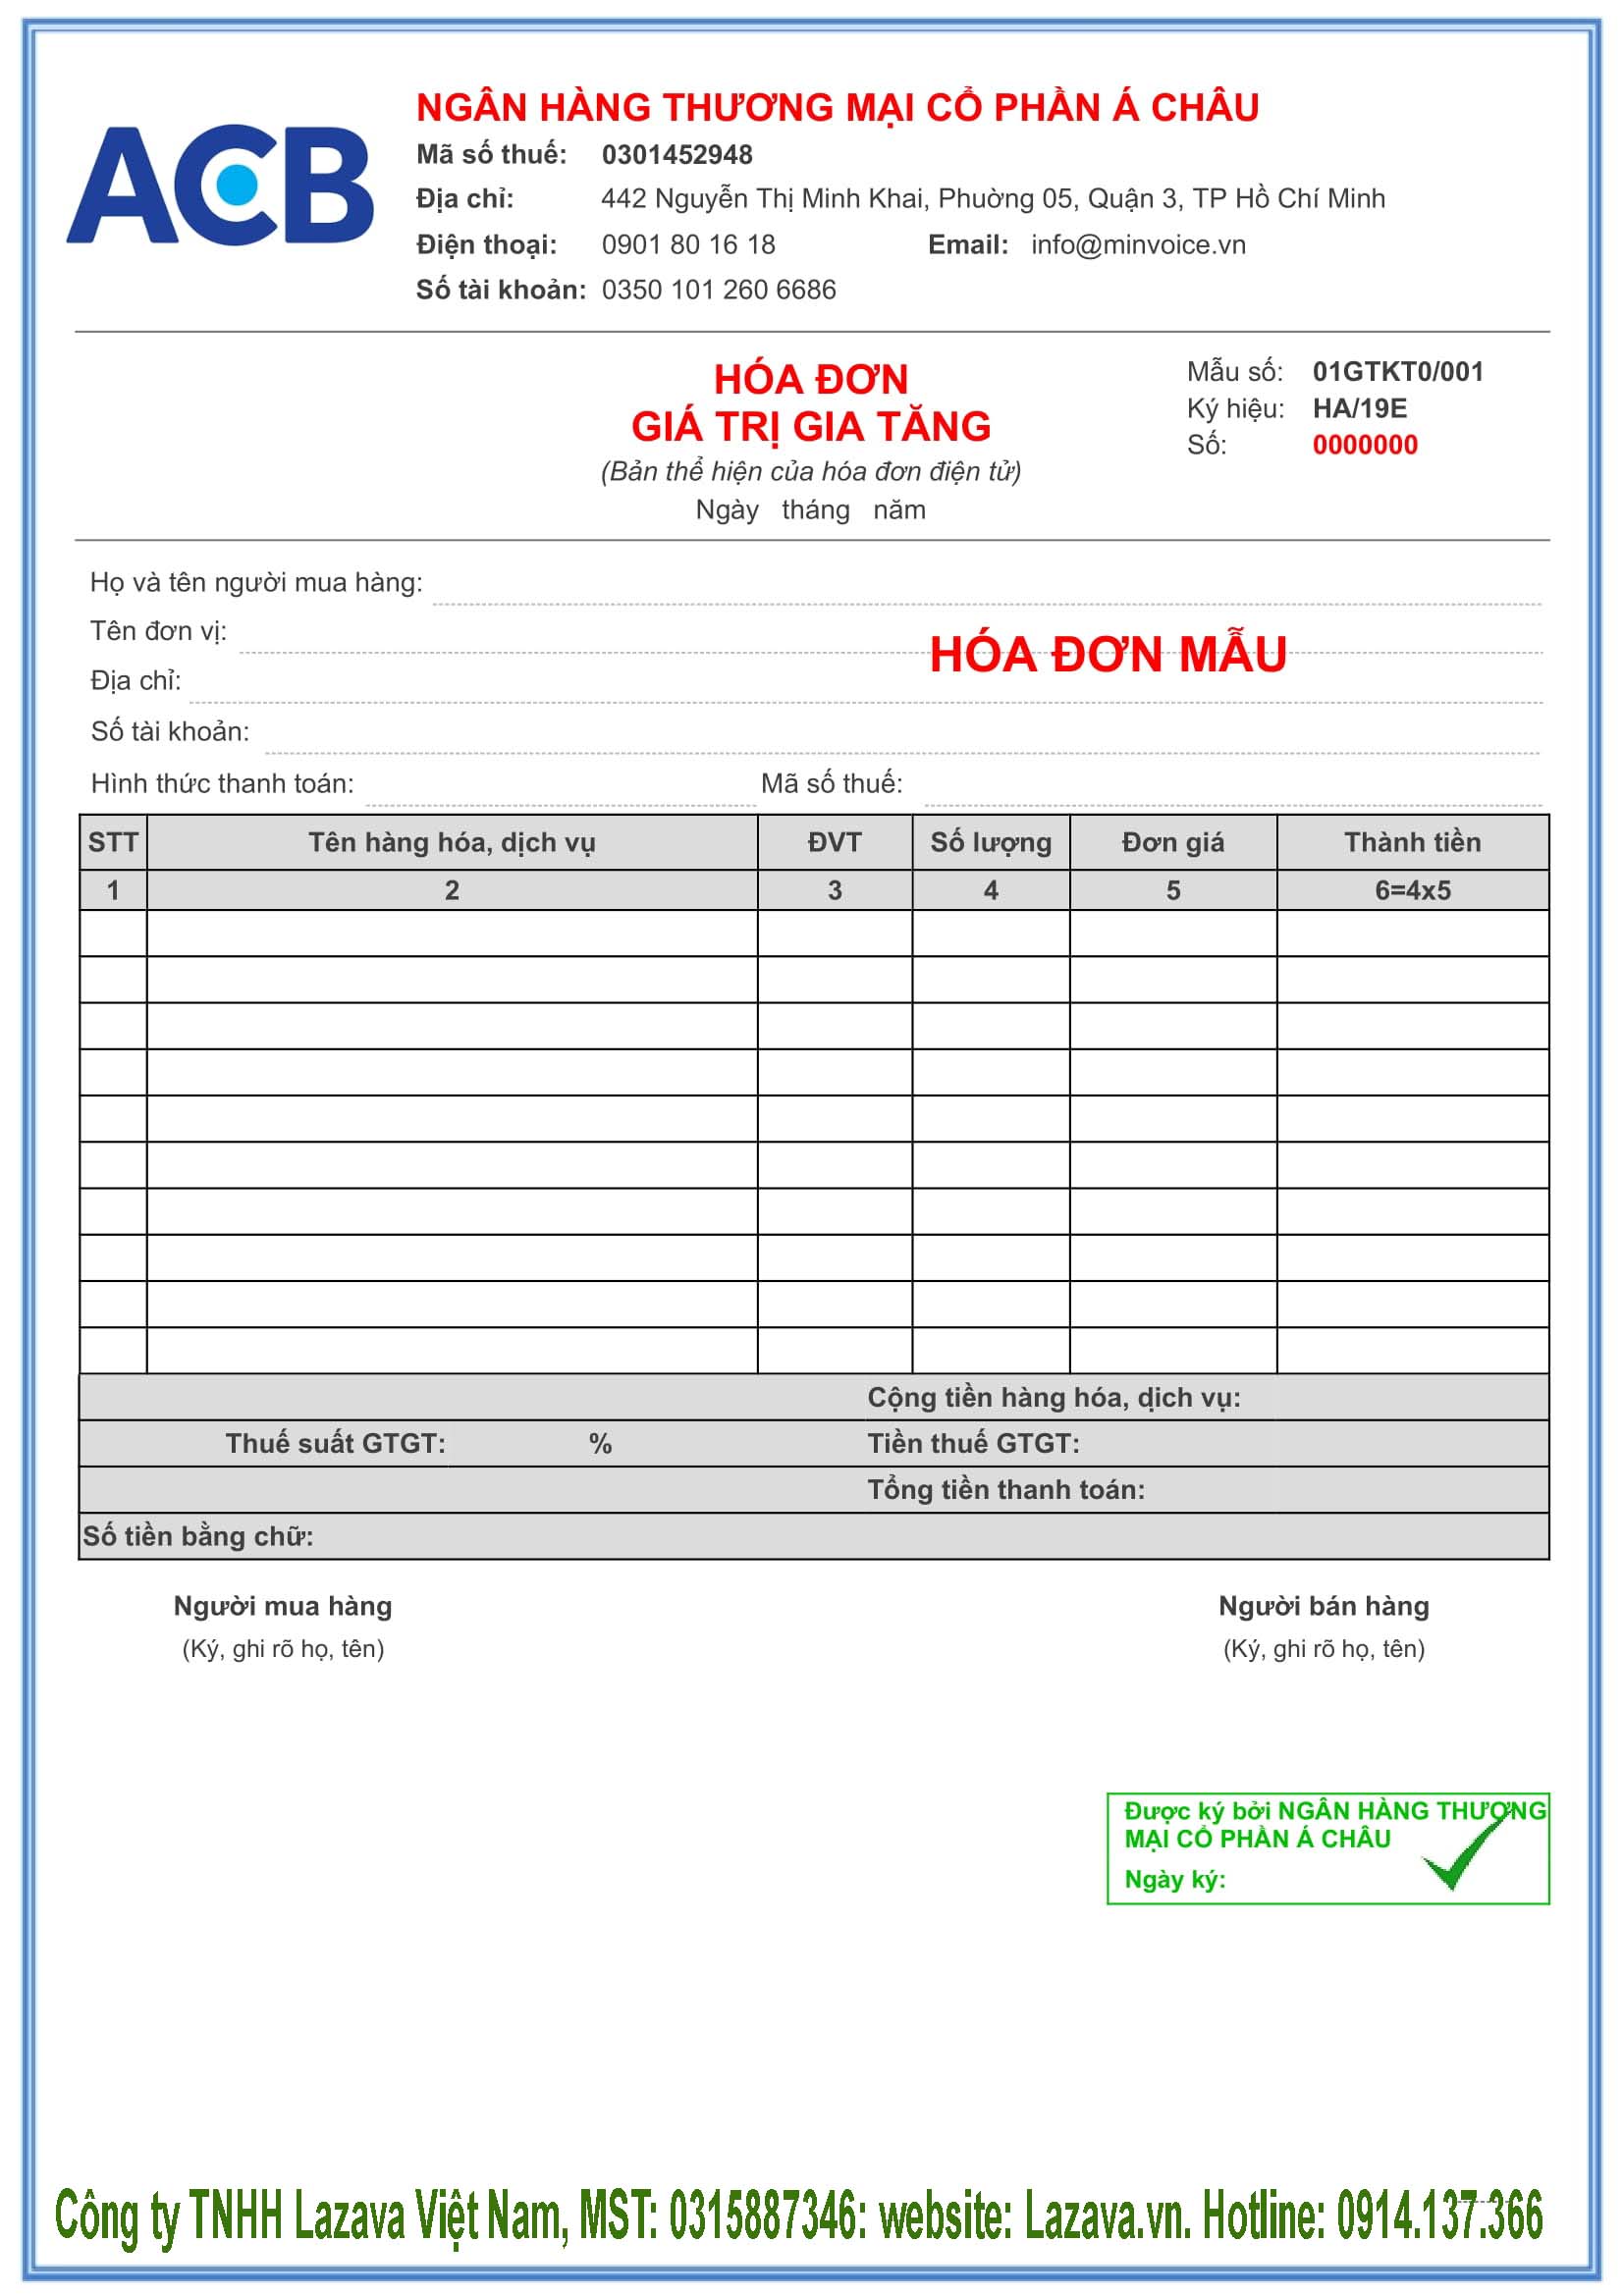 ACB
NGÂN HÀNG THƯƠNG MẠI CỔ PHẦN Á CHÂU
Mã số thuế: 0301452948
Địa chỉ: 442 Nguyễn Thị Minh Khai, Phường 05, Quận 3, TP Hồ Chí Minh
Điện thoại: 0901 80 16 18 Email: info@minvoice.vn
Số tài khoản: 0350 101 260 6686
HÓA ĐƠN
GIÁ TRỊ GIA TĂNG
(Bản thể hiện của hóa đơn điện tử)
Ngày tháng năm
Mẫu số: 01GTKT0/001
Ký hiệu: HA/19E
Số: 0000000
Họ và tên người mua hàng:
Tên đơn vị:
HÓA ĐƠN MẪU
Địa chỉ:
Số tài khoản:
Hình thức thanh toán: Mã số thuế:
STT Tên hàng hóa, dịch vụ ĐVT Số lượng Đơn giá Thành tiền
1 2 3 4 5 6=4x5
Cộng tiền hàng hóa, dịch vụ:
Thuế suất GTGT: % Tiền thuế GTGT:
Tổng tiền thanh toán:
Số tiền bằng chữ:
Người mua hàng Người bán hàng
(Ký, ghi rõ họ, tên) (Ký, ghi rõ họ, tên)
Được ký bởi NGÂN HÀNG THƯƠNG
MẠI CỔ PHẦN Á CHÂU
Ngày ký:
Công ty TNHH Lazava Việt Nam, MST: 0315887346: website: Lazava.vn. Hotline: 0914.137.366